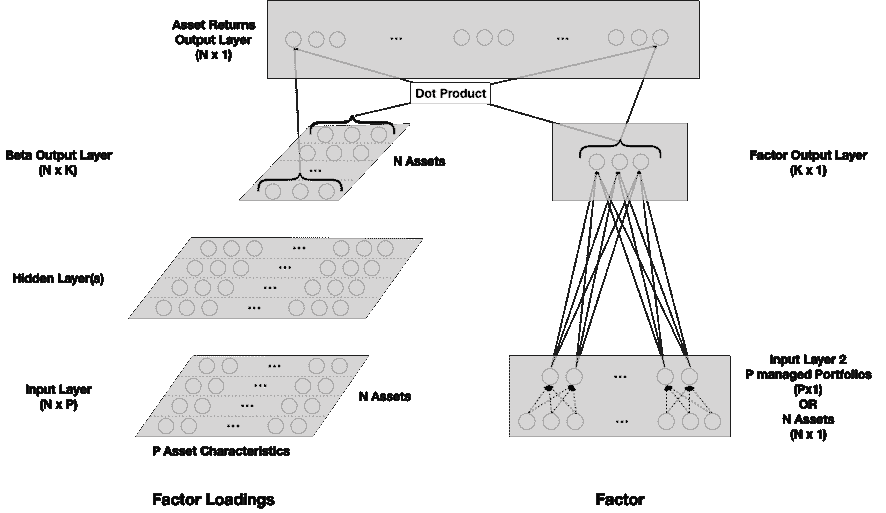 Asset Returns
Output Layer
(N x 1)
...
...
Dot Product
Beta Output Layer
(N x K)
...
N Assets
Factor Output Layer
(K x 1)
Hidden Layer(s)
...
...
...
...
Input Layer
(N x P)
...
...
...
...
N Assets
P Asset Characteristics
Input Layer 2
P managed Portfolios
(Px1)
OR
N Assets
(N x 1)
...
...
Factor Loadings
Factor